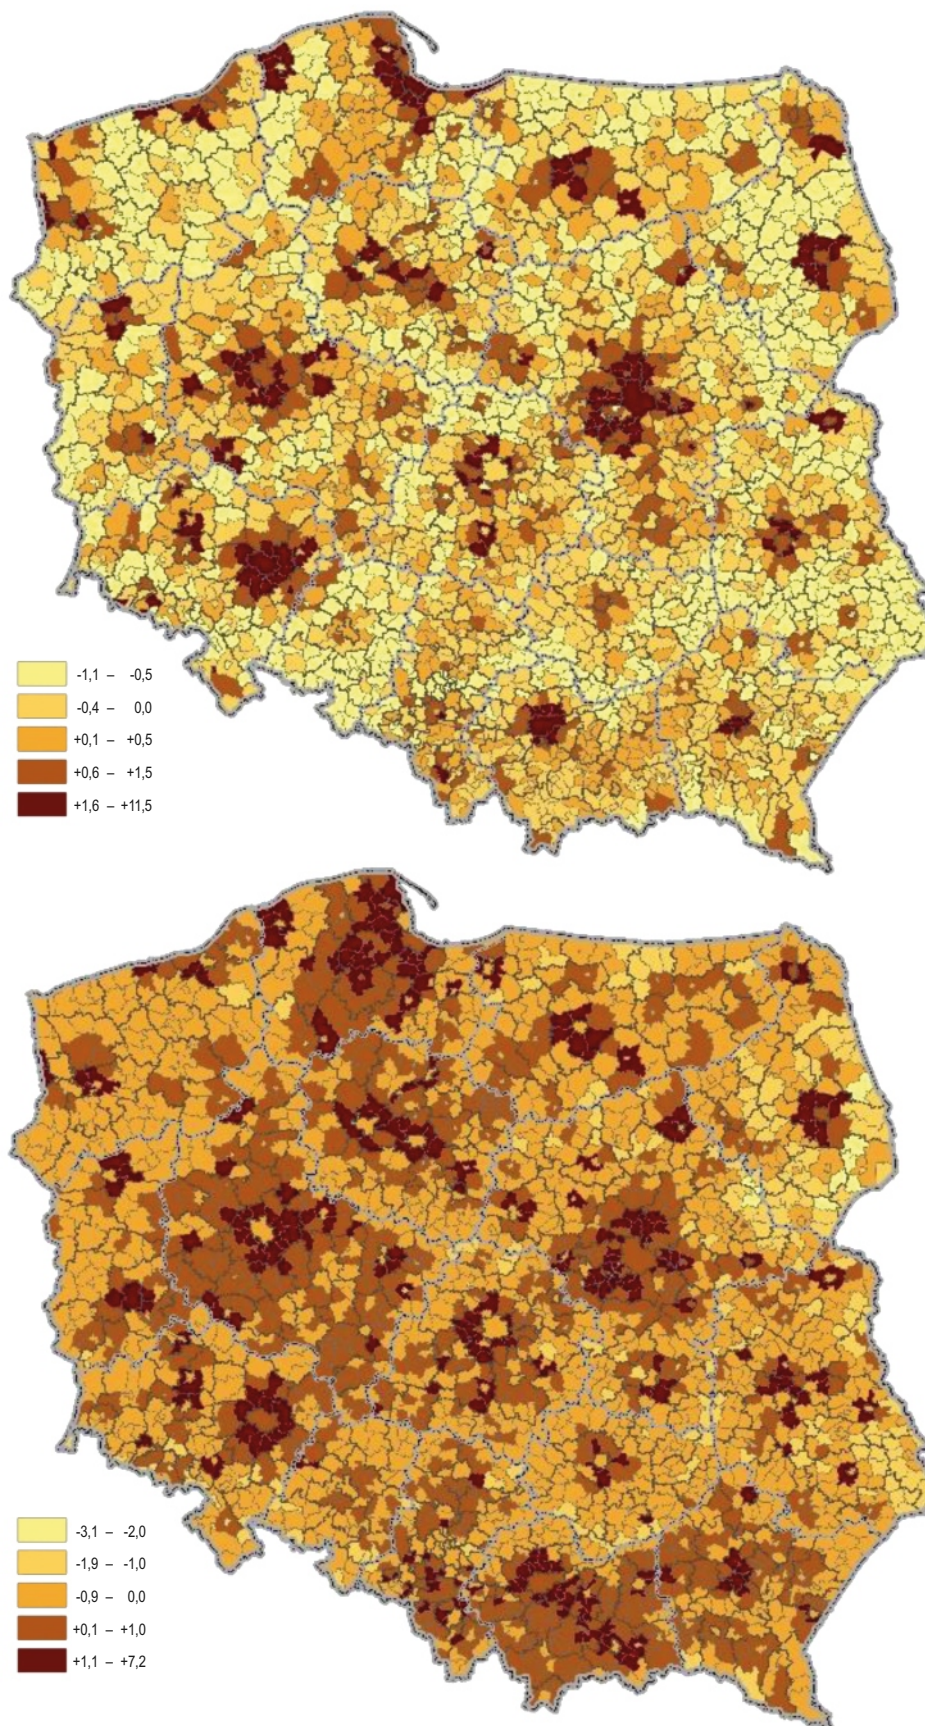 -1,1 – -0,5
-0,4 – 0,0
+0,1 – +0,5
+0,6 – +1,5
+1,6 – +11,5
-3,1 – -2,0
-1,9 – -1,0
-0,9 – 0,0
+0,1 – +1,0
+1,1 – +7,2